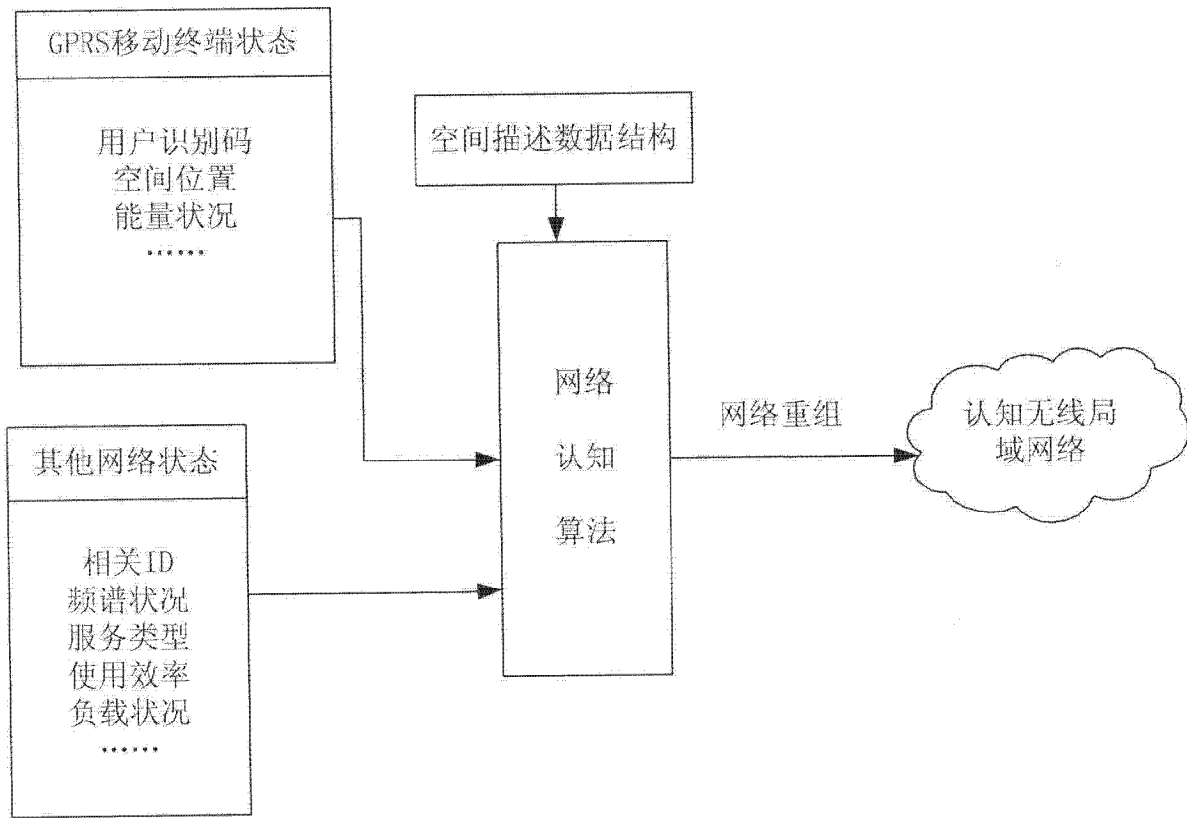 GPRS移动终端状态
用户识别码
空间位置
能量状况
……
空间描述数据结构
其他网络状态
相关ID
频谱状况
服务类型
使用效率
负载状况
……
网络
认知
算法
网络重组
认知无线局
域网络